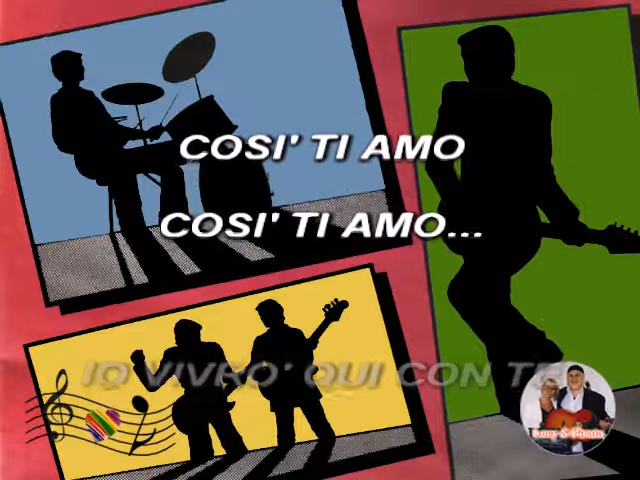 COSI' TI AMO
COSI' TI AMO...
IO VIVRO' QUI CON TE